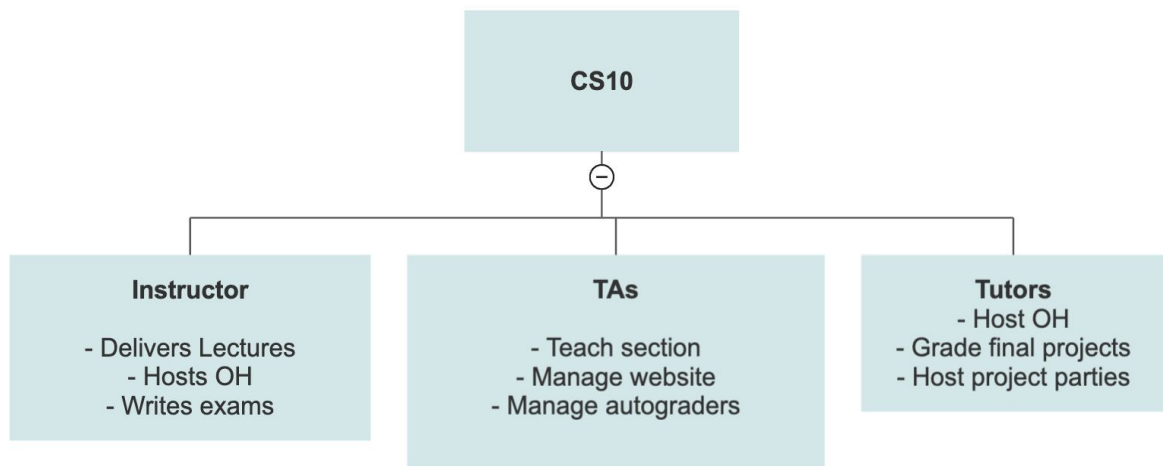 CS10
Instructor
- Delivers Lectures
- Hosts OH
- Writes exams
TAs
- Teach section
- Manage website
- Manage autograders
Tutors
- Host OH
- Grade final projects
- Host project parties